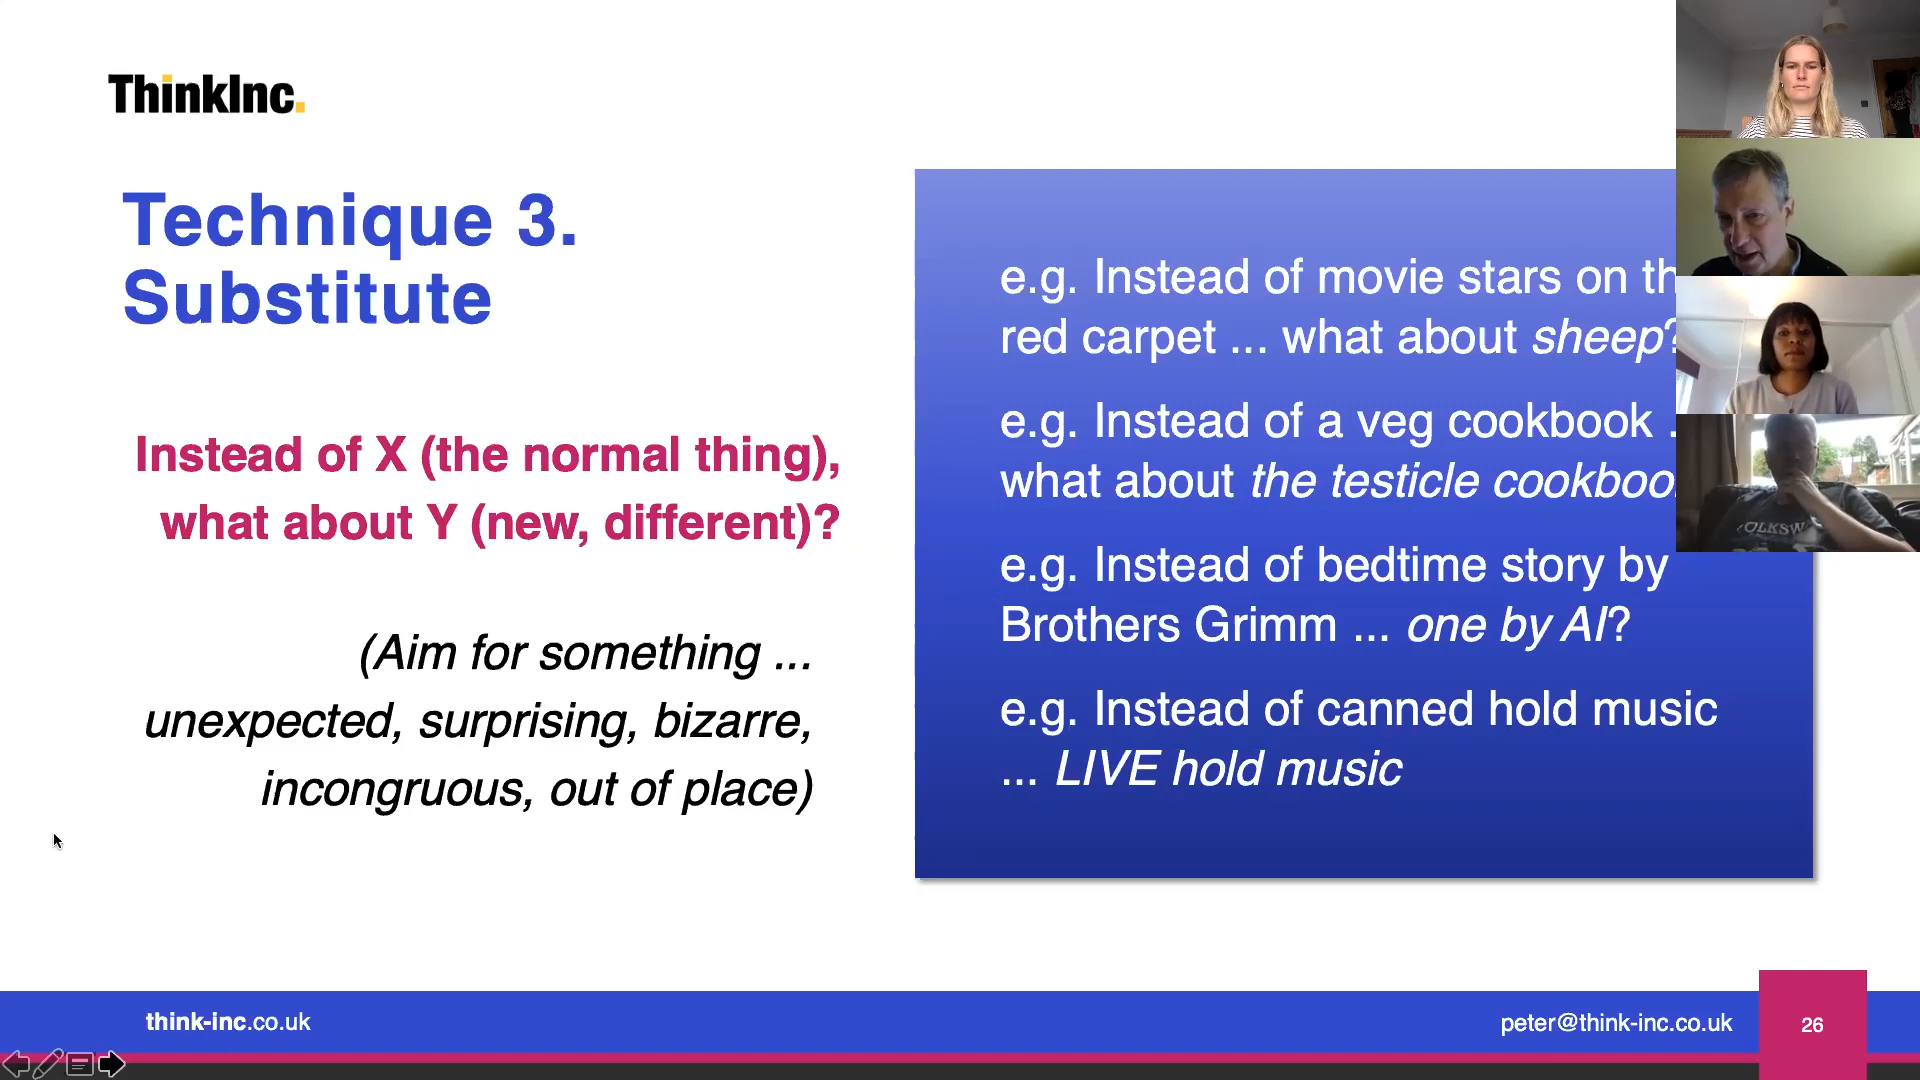 ThinkInc.
Technique 3.
Substitute
Instead of X (the normal thing),
what about Y (new, different)?
(Aim for something ...
unexpected, surprising, bizarre,
incongruous, out of place)
e.g. Instead of movie stars on th
red carpet ... what about sheep?
e.g. Instead of a veg cookbook .
what about the testicle cookboo
e.g. Instead of bedtime story by
Brothers Grimm ... one by AI?
e.g. Instead of canned hold music
... LIVE hold music
OLKSW
think-inc.co.uk
peter@think-inc.co.uk
26